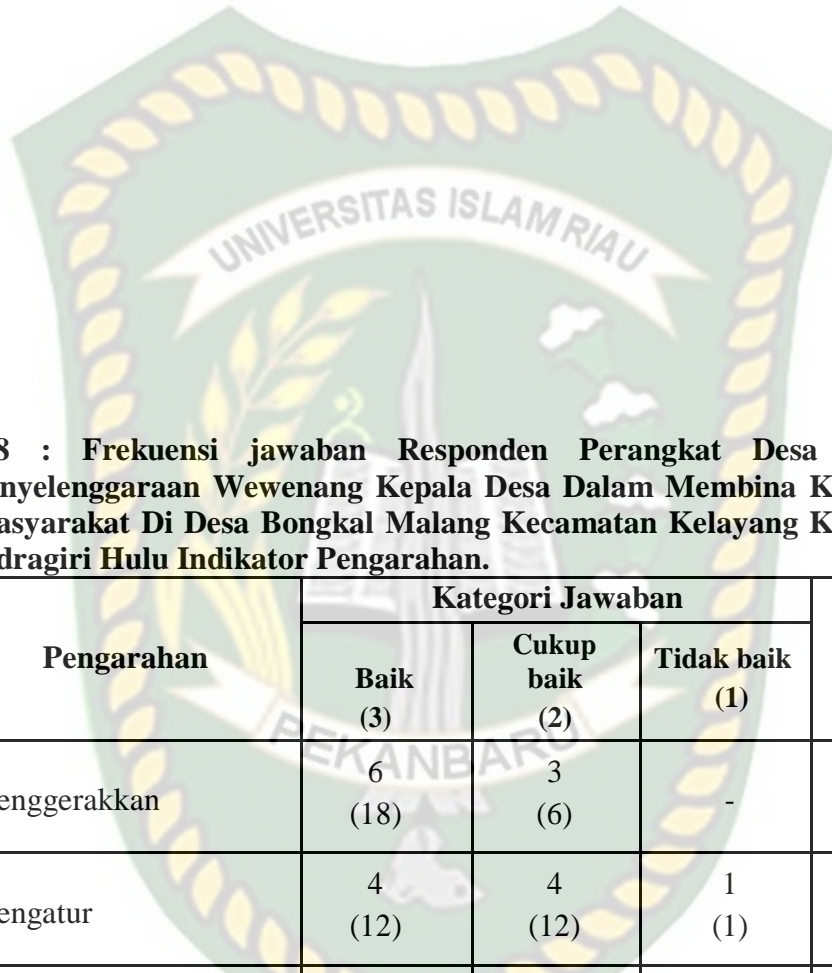 UNIVERSITAS ISLAM RIAU
8 : Frekuensi jawaban Responden Perangkat Desa
nyelenggaraan Wewenang Kepala Desa Dalam Membina K
asyarakat Di Desa Bongkal Malang Kecamatan Kelayang K
dragiri Hulu Indikator Pengarahan.
Pengarahan
Kategori Jawaban
Baik
(3)
Cukup
baik
(2)
Tidak baik
(1)
PEKANBARU
enggerakkan
6
(18)
3
(6)
-
engatur
4
(12)
4
(12)
1
(1)